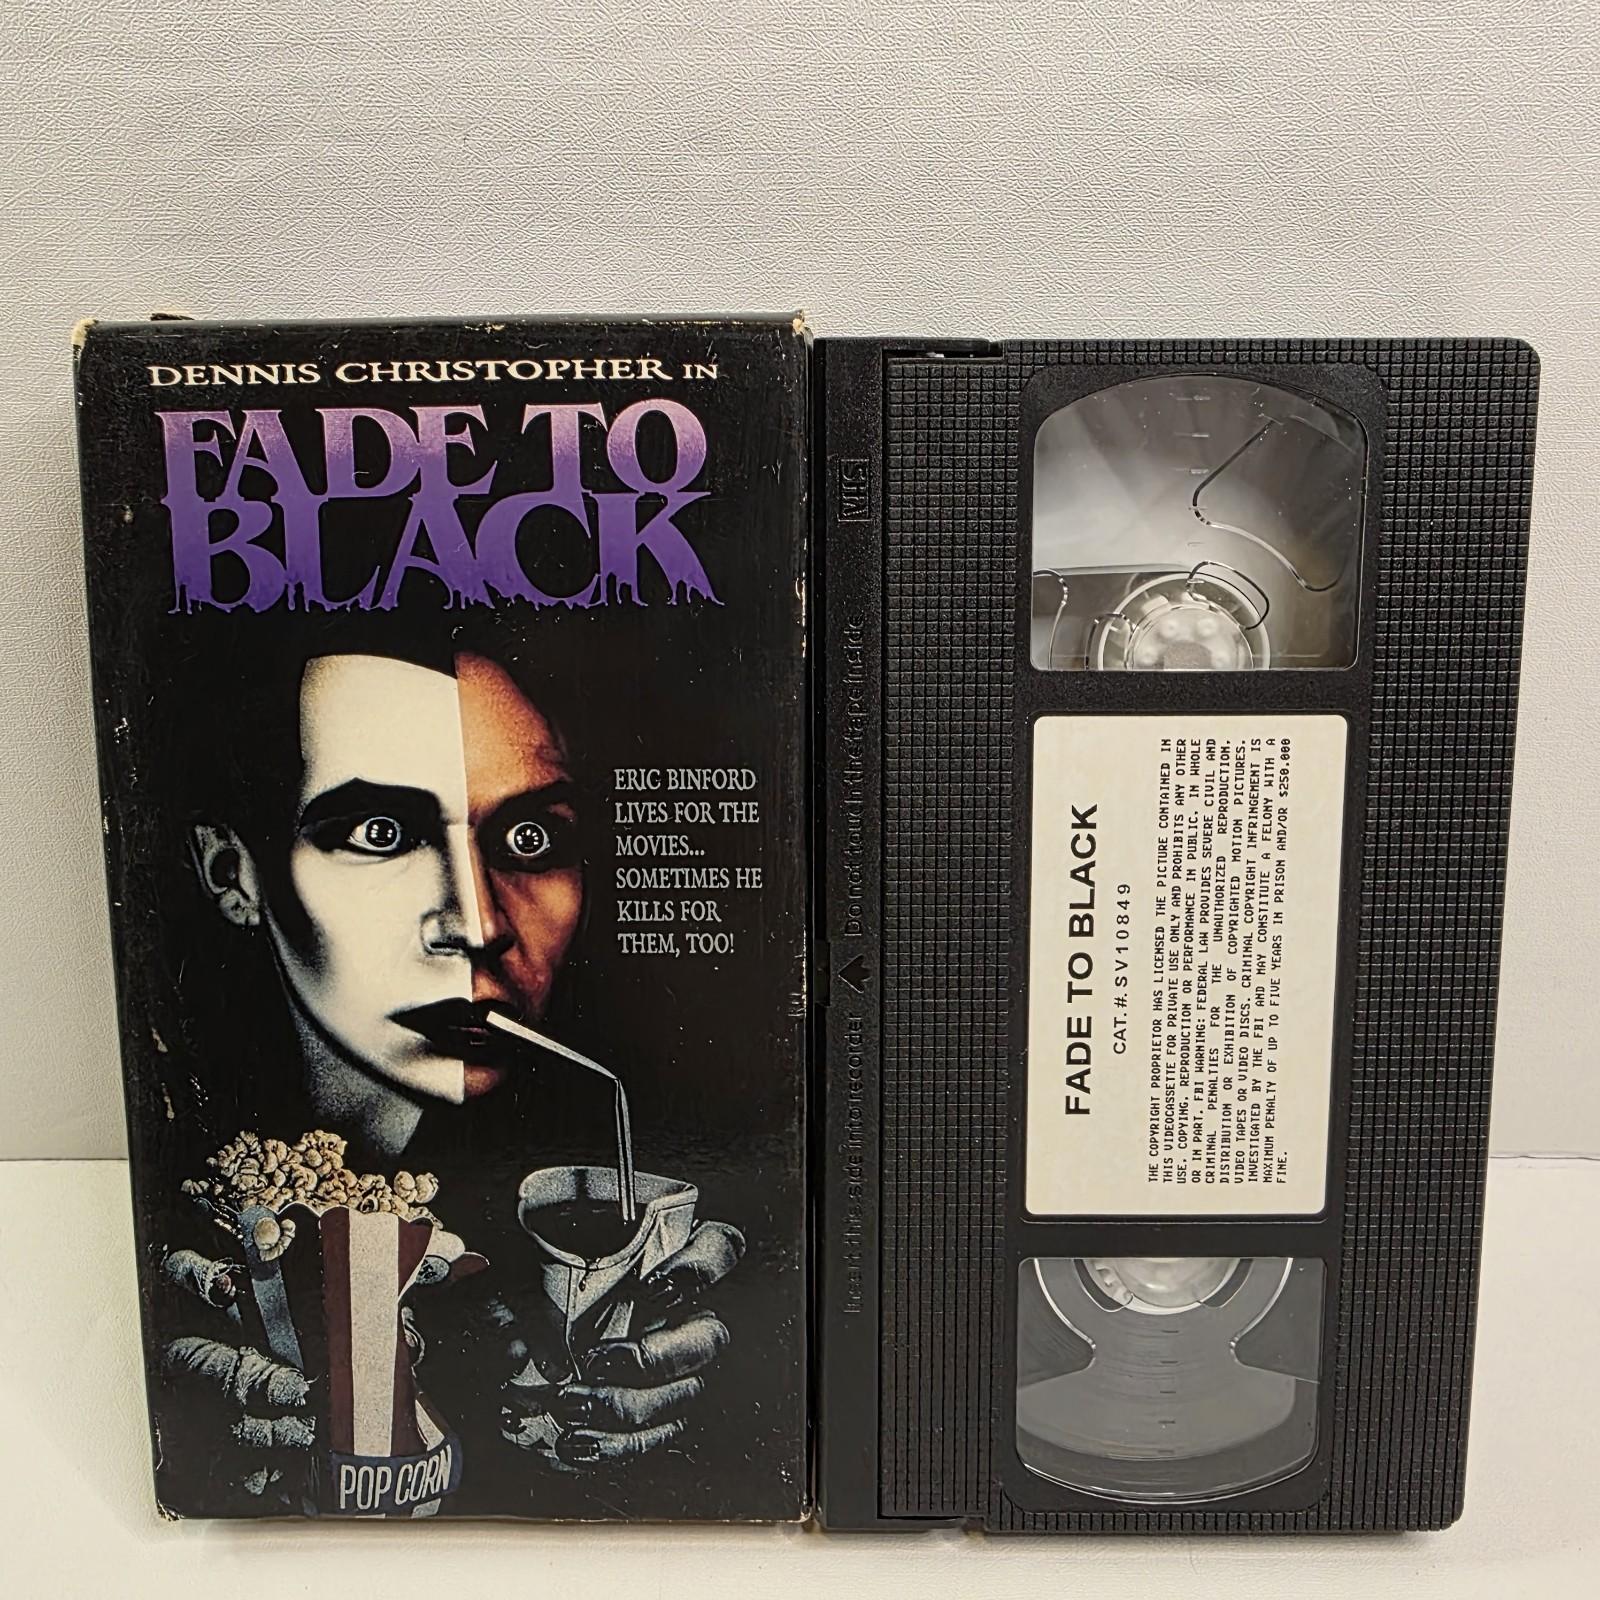 DENNIS CHRISTOPHER IN
FADE TO
BLACK
ERIC BINFORD
LIVES FOR THE
MOVIES...
SOMETIMES HE
KILLS FOR
THEM, TOO!
POP CORN
VHS
Insert this side into recorder Do not touch the tape inside
FADE TO BLACK
CAT. #. SV10849
THE COPYRIGHT PROPRIETOR HAS LICENSED THE PICTURE CONTAINED IN
THIS VIDEOCASSETTE FOR PRIVATE USE ONLY AND PROHIBITS ANY OTHER
USE, COPYING, REPRODUCTION OR PERFORMANCE IN PUBLIC, IN WHOLE
OR IN PART. FBI WARNING: FEDERAL LAW PROVIDES SEVERE CIVIL AND
CRIMINAL PENALTIES FOR THE UNAUTHORIZED REPRODUCTION,
DISTRIBUTION OR EXHIBITION OF COPYRIGHTED MOTION PICTURES,
VIDEO TAPES OR VIDEO DISCS. CRIMINAL COPYRIGHT INFRINGEMENT IS
INVESTIGATED BY THE FBI AND MAY CONSTITUTE A FELONY WITH A
MAXIMUM PENALTY OF UP TO FIVE YEARS IN PRISON AND/OR $250.000
FINE.